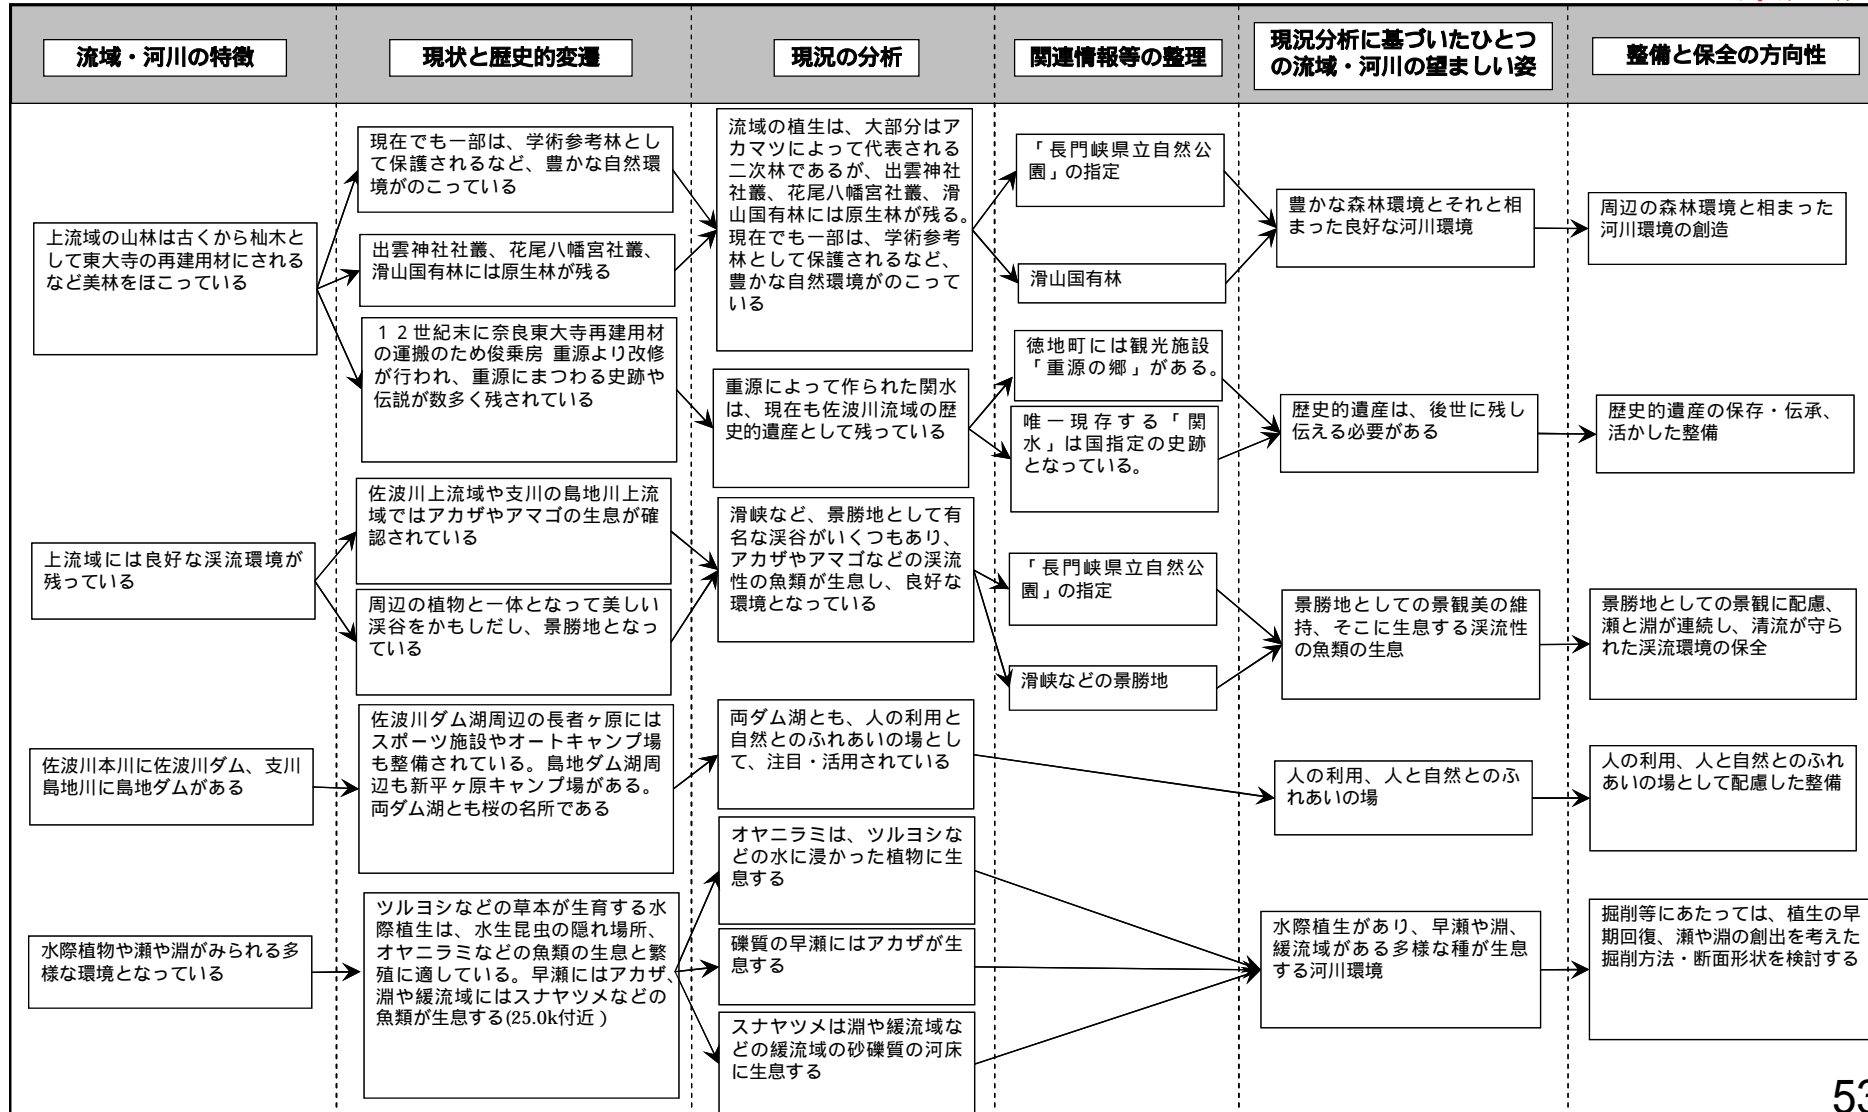 流域・河川の特徴
現状と歴史的変遷
現況の分析
関連情報等の整理
現況分析に基づいたひとつ
の流域・河川の望ましい姿
整備と保全の方向性
上流域の山林は古くから杣木と
して東大寺の再建用材にされる
など美林をほこっている
現在でも一部は、学術参考林とし
て保護されるなど、豊かな自然環
境がのこっている
出雲神社社叢、花尾八幡宮社叢、
滑山国有林には原生林が残る
１２世紀末に奈良東大寺再建用材
の運搬のため俊乗房 重源より改修
が行われ、重源にまつわる史跡や
伝説が数多く残されている
流域の植生は、大部分はア
カマツによって代表される
二次林であるが、出雲神社
社叢、花尾八幡宮社叢、滑
山国有林には原生林が残る。
現在でも一部は、学術参考
林として保護されるなど、
豊かな自然環境がのこって
いる
重源によって作られた関水
は、現在も佐波川流域の歴
史的遺産として残っている
「長門峡県立自然公
園」の指定
滑山国有林
徳地町には観光施設
「重源の郷」がある。
唯一現存する「関
水」は国指定の史跡
となっている。
豊かな森林環境とそれと相
まった良好な河川環境
歴史的遺産は、後世に残し
伝える必要がある
周辺の森林環境と相まった
河川環境の創造
歴史的遺産の保存・伝承、
活かした整備
上流域には良好な渓流環境が
残っている
佐波川上流域や支川の島地川上流
域ではアカザやアマゴの生息が確
認されている
周辺の植物と一体となって美しい
渓谷をかもしだし、景勝地となっ
ている
滑峡など、景勝地として有
名な渓谷がいくつもあり、
アカザやアマゴなどの渓流
性の魚類が生息し、良好な
環境となっている
「長門峡県立自然公
園」の指定
滑峡などの景勝地
景勝地としての景観美の維
持、そこに生息する渓流性
の魚類の生息
景勝地としての景観に配慮、
瀬と淵が連続し、清流が守ら
れた渓流環境の保全
佐波川本川に佐波川ダム、支川
島地川に島地ダムがある
佐波川ダム湖周辺の長者ヶ原には
スポーツ施設やオートキャンプ場
も整備されている。島地ダム湖周
辺も新平ヶ原キャンプ場がある。
両ダム湖とも桜の名所である
両ダム湖とも、人の利用と
自然とのふれあいの場とし
て、注目・活用されている
人の利用、人と自然とのふ
れあいの場
人の利用、人と自然とのふれ
あいの場として配慮した整備
水際植物や瀬や淵がみられる多
様な環境となっている
ツルヨシなどの草本が生育する水
際植生は、水生昆虫の隠れ場所、
オヤニラミなどの魚類の生息と繁
殖に適している。早瀬にはアカザ、
淵や緩流域にはスナヤツメなどの
魚類が生息する(25.0k付近 )
オヤニラミは、ツルヨシな
どの水に浸かった植物に生
息する
礫質の早瀬にはアカザが生
息する
スナヤツメは淵や緩流域な
どの緩流域の砂礫質の河床
に生息する
水際植生があり、早瀬や淵、
緩流域がある多様な種が生息
する河川環境
掘削等にあたっては、植生の早
期回復、瀬や淵の創出を考えた
掘削方法・断面形状を検討する
53